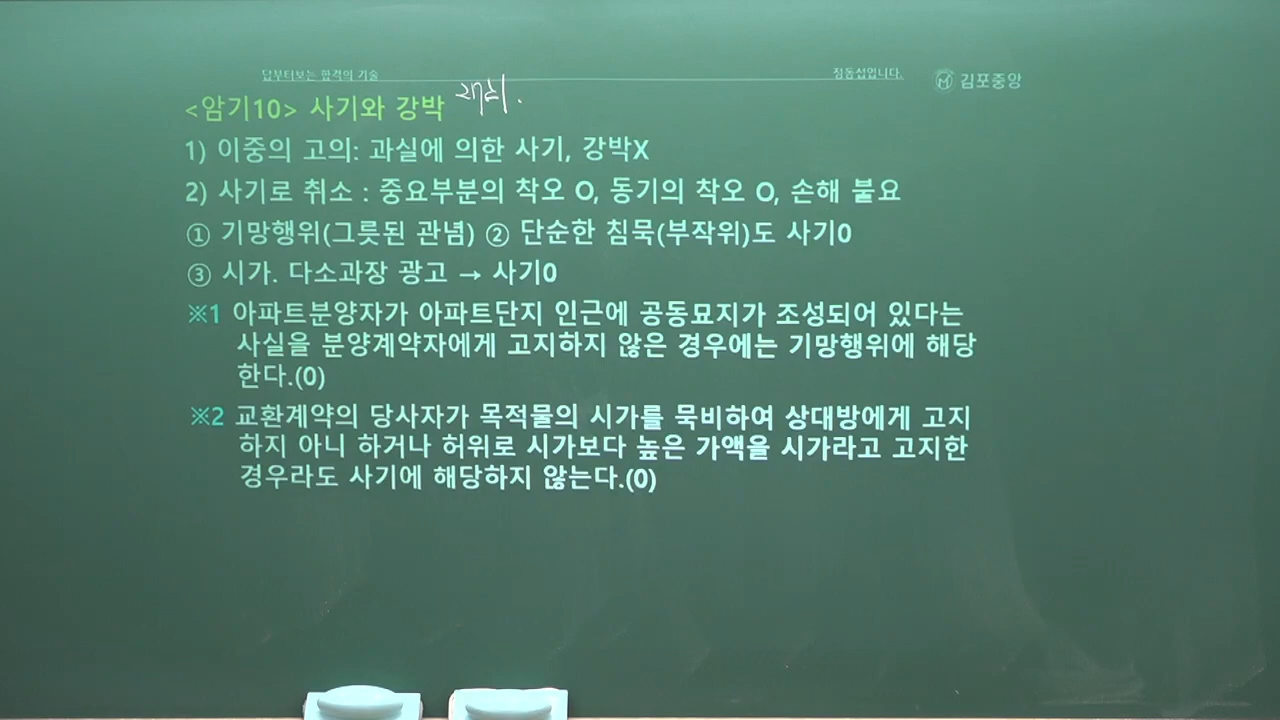 답부터보는 합격의 기술
정동섭입니다.
김포중앙
<암기10> 사기와 강박
1) 이중의 고의: 과실에 의한 사기, 강박X
2) 사기로 취소 : 중요부분의 착오 O, 동기의 착오 O, 손해 불요
① 기망행위(그릇된 관념) ② 단순한 침묵(부작위)도 사기0
③ 시가. 다소과장 광고 → 사기0
※1 아파트분양자가 아파트단지 인근에 공동묘지가 조성되어 있다는
사실을 분양계약자에게 고지하지 않은 경우에는 기망행위에 해당
한다.(0)
※2 교환계약의 당사자가 목적물의 시가를 묵비하여 상대방에게 고지
하지 아니 하거나 허위로 시가보다 높은 가액을 시가라고 고지한
경우라도 사기에 해당하지 않는다.(0)